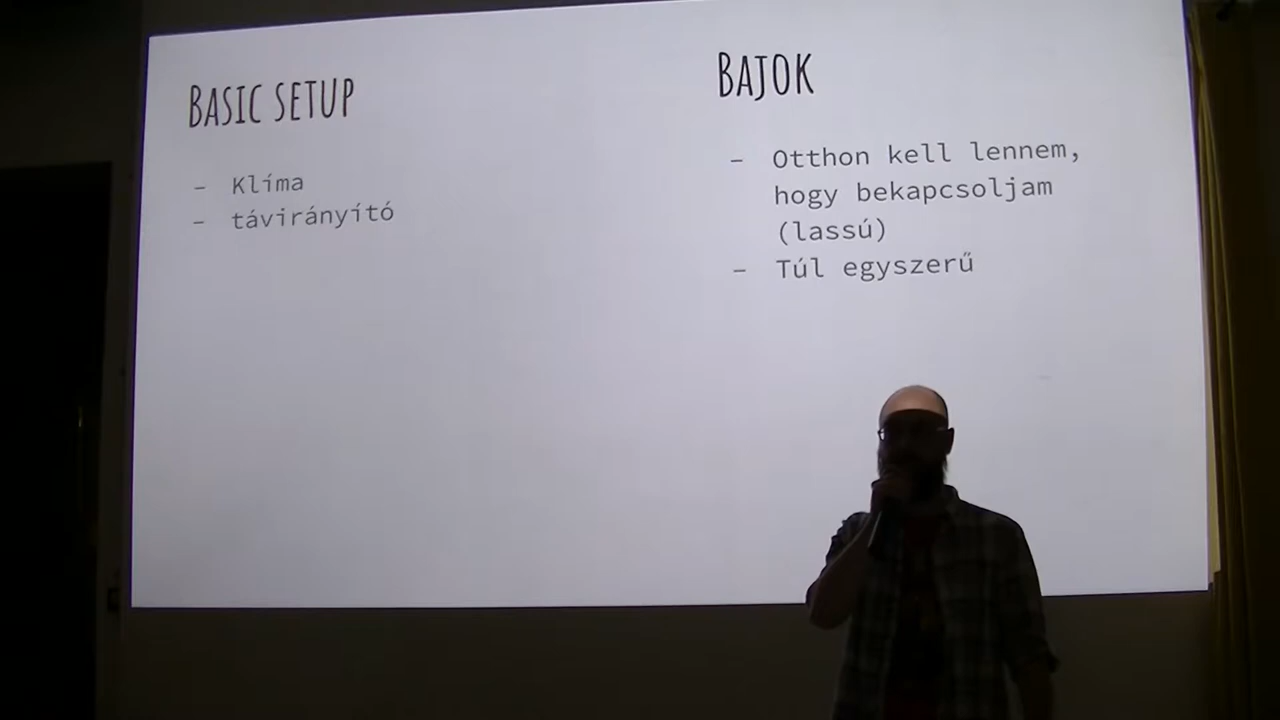 BASIC SETUP
- Klíma
- távirányító
BAJOK
- Otthon kell lennem,
hogy bekapcsoljam
(lassú)
- Túl egyszerű